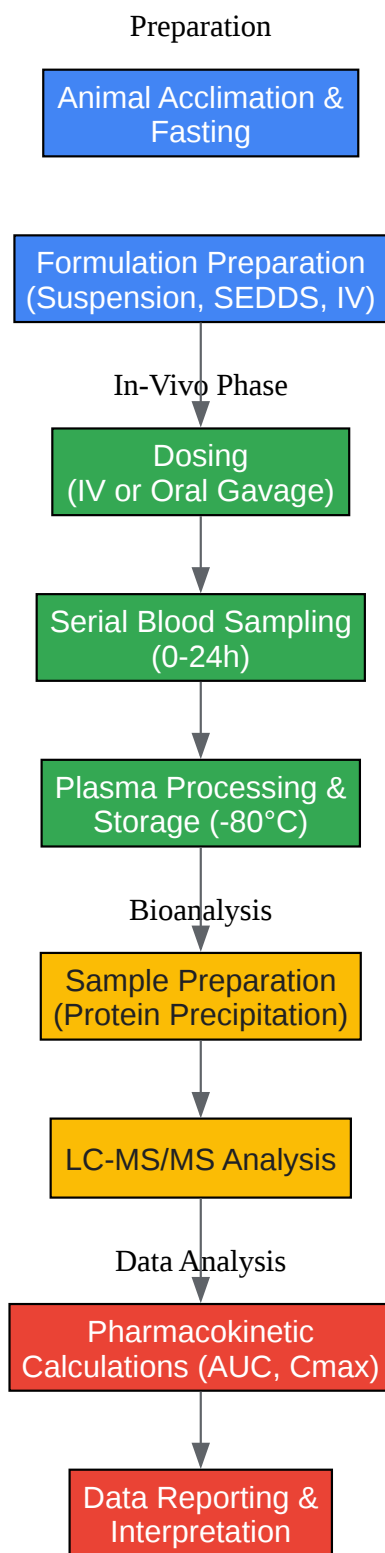 Preparation
Animal Acclimation &
Fasting
Formulation Preparation
(Suspension, SEDDS, IV)
In-Vivo Phase
Dosing
(IV or Oral Gavage)
Serial Blood Sampling
(0-24h)
Plasma Processing &
Storage (-80°C)
Bioanalysis
Sample Preparation
(Protein Precipitation)
LC-MS/MS Analysis
Data Analysis
Pharmacokinetic
Calculations (AUC, Cmax)
Data Reporting &
Interpretation